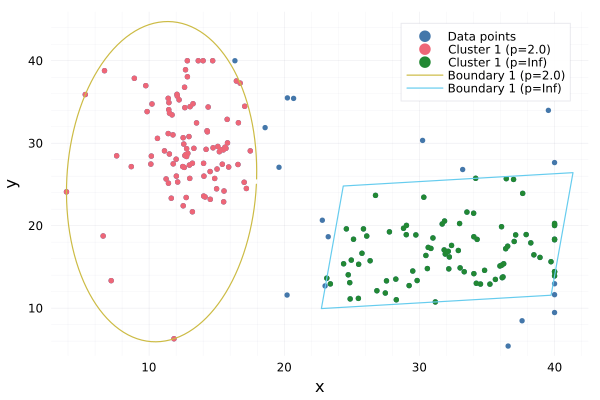 Data points
Cluster 1 (p=2.0)
Cluster 1 (p=Inf)
Boundary 1 (p=2.0)
Boundary 1 (p=Inf)
40
30
20
10
y
10 20 30 40
x